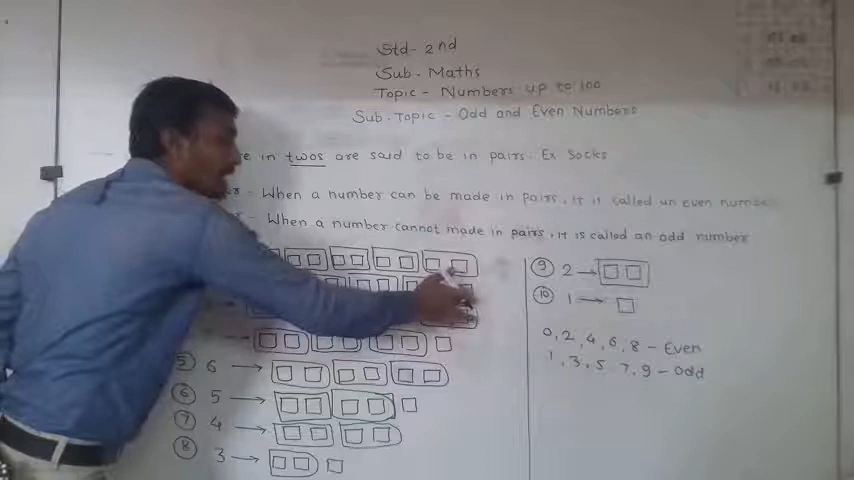 Std - 2nd
Sub. Maths
Topic - Numbers up to 100
Sub. Topic - Odd and Even Numbers
in twos are said to be in pairs. Ex Socks
- When a number can be made in pairs, it is called an even number
- When a number cannot made in pairs, it is called an odd number
5 6 →
6 5 →
7 4 →
8 3 →
9 2 →
10 1 →
0, 2, 4, 6, 8 - Even
1, 3, 5 7, 9 - Odd